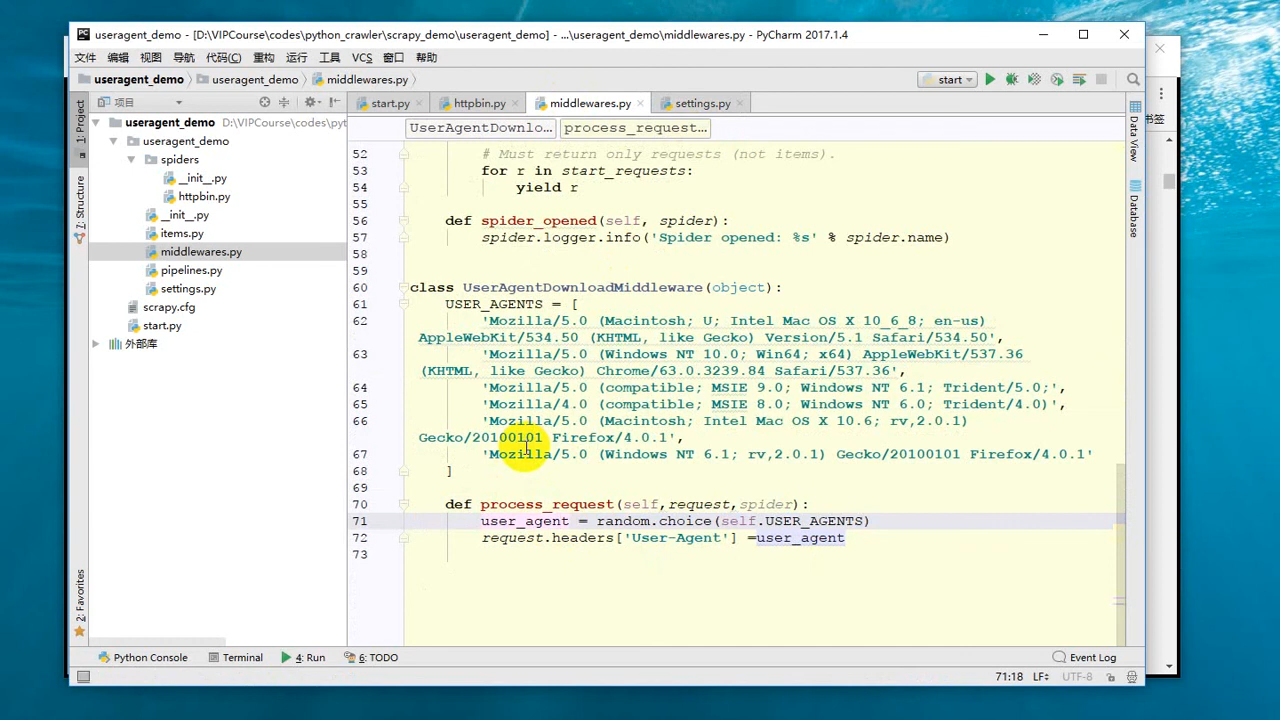 useragent_demo - [D:\VIPCourse\codes\python_crawler\scrapy_demo\useragent_demo] - ...\useragent_demo\middlewares.py - PyCharm 2017.1.4
文件 编辑 视图 导航 代码(C) 重构 运行 工具 VCS 窗口 帮助
useragent_demo useragent_demo middlewares.py start
项目 start.py httpbin.py middlewares.py settings.py
书签
useragent_demo D:\VIPCourse\codes\pyt
useragent_demo
spiders
__init__.py
httpbin.py
__init__.py
items.py
middlewares.py
pipelines.py
settings.py
scrapy.cfg
start.py
外部库
1: Project
7: Structure
2: Favorites
UserAgentDownlo... process_request...
52 # Must return only requests (not items).
53 for r in start_requests:
54 yield r
55
56 def spider_opened(self, spider):
57 spider.logger.info('Spider opened: %s' % spider.name)
58
59
60 class UserAgentDownloadMiddleware(object):
61 USER_AGENTS = [
62 'Mozilla/5.0 (Macintosh; U; Intel Mac OS X 10_6_8; en-us)
AppleWebKit/534.50 (KHTML, like Gecko) Version/5.1 Safari/534.50',
63 'Mozilla/5.0 (Windows NT 10.0; Win64; x64) AppleWebKit/537.36
(KHTML, like Gecko) Chrome/63.0.3239.84 Safari/537.36',
64 'Mozilla/5.0 (compatible; MSIE 9.0; Windows NT 6.1; Trident/5.0;',
65 'Mozilla/4.0 (compatible; MSIE 8.0; Windows NT 6.0; Trident/4.0)',
66 'Mozilla/5.0 (Macintosh; Intel Mac OS X 10.6; rv,2.0.1)
Gecko/20100101 Firefox/4.0.1',
67 'Mozilla/5.0 (Windows NT 6.1; rv,2.0.1) Gecko/20100101 Firefox/4.0.1'
68 ]
69
70 def process_request(self,request,spider):
71 user_agent = random.choice(self.USER_AGENTS)
72 request.headers['User-Agent'] =user_agent
73
Data View
Database
Python Console Terminal 4: Run 6: TODO Event Log
71:18 LF÷ UTF-8